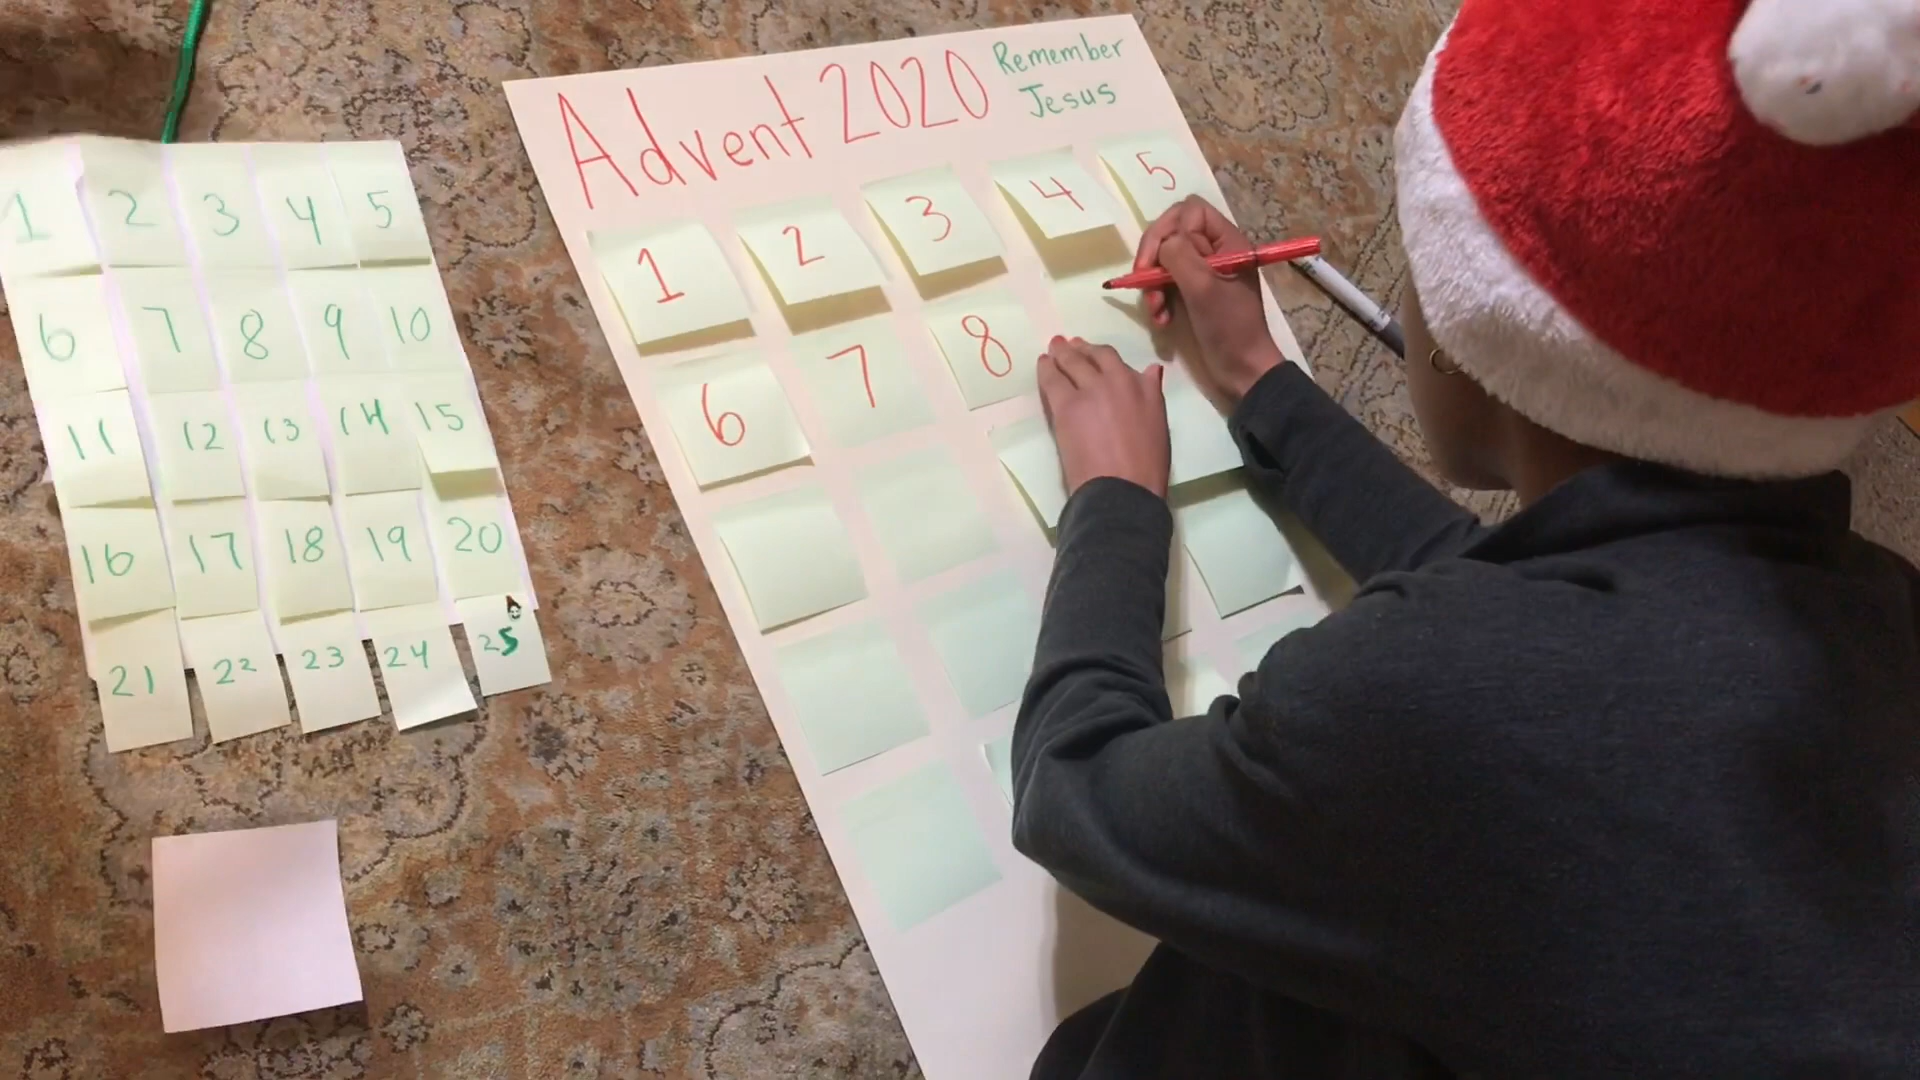 Advent 2020
Remember
Jesus
1 2 3 4 5
6 7 8
1 2 3 4 5
6 7 8 9 10
11 12 13 14 15
16 17 18 19 20
21 22 23 24 25